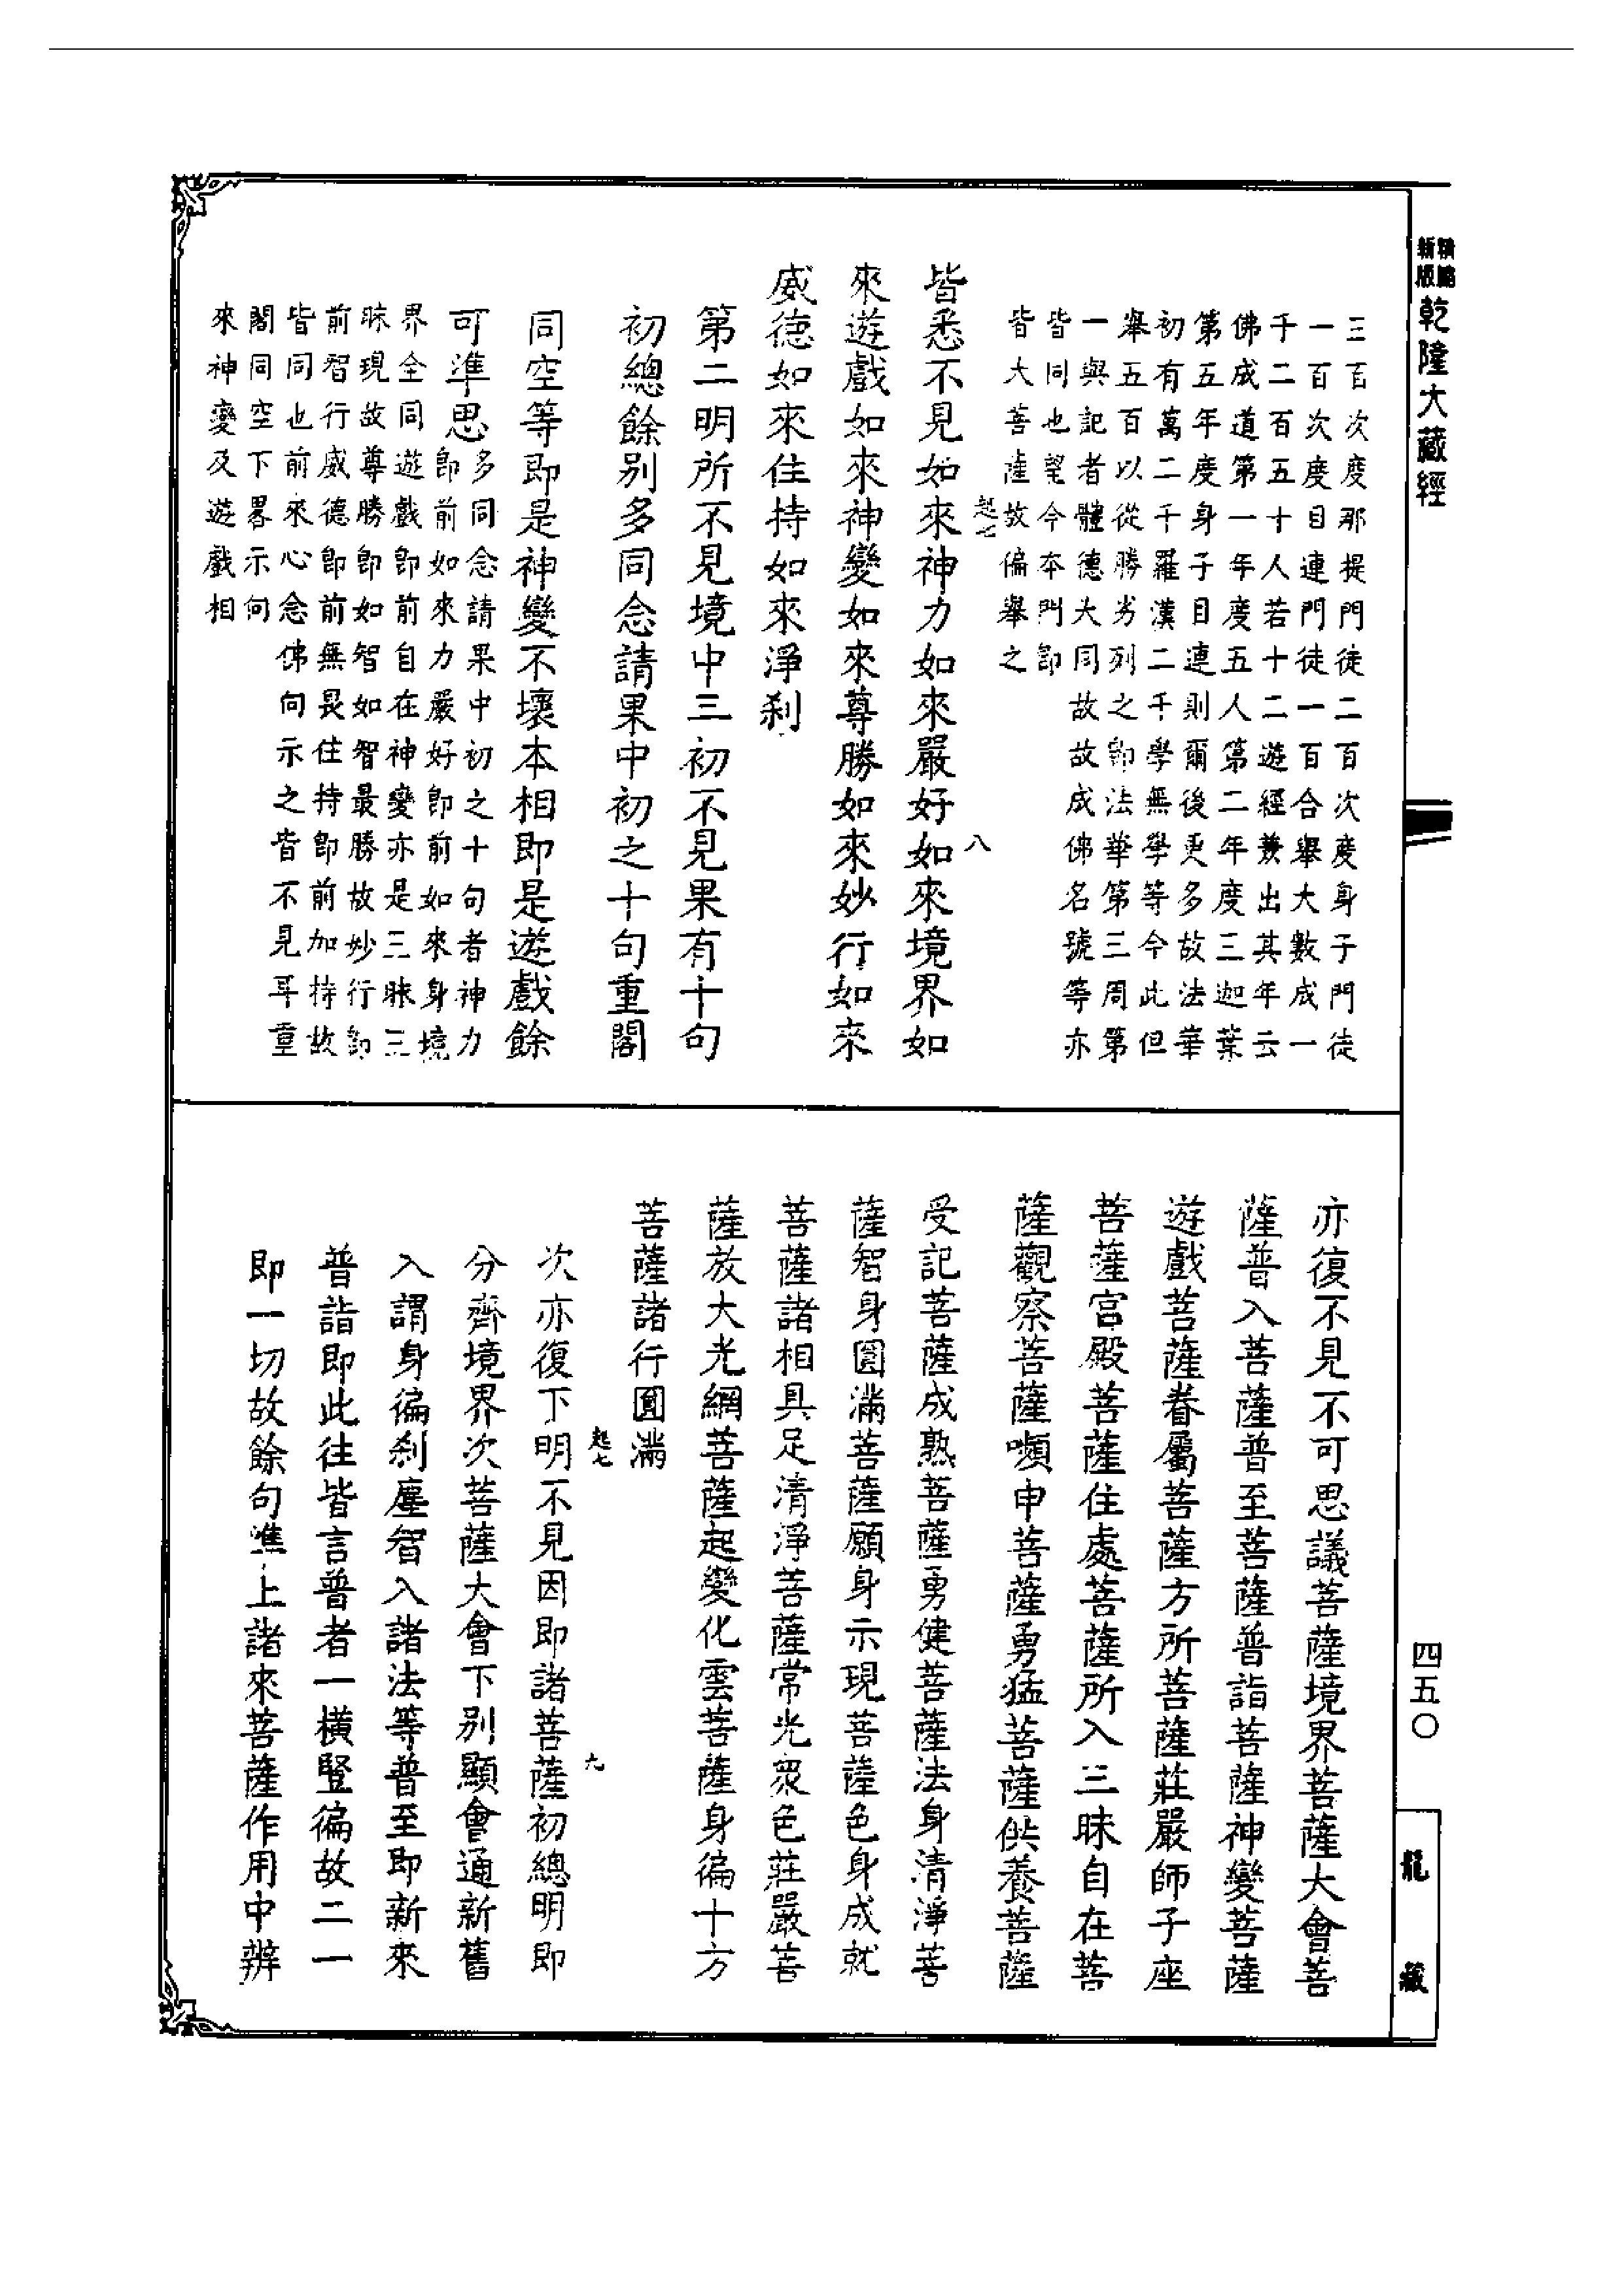 精縮
新版
乾隆大藏經
三百次度那提門徒二百次度身子門徒
一百次度目連門徒一百合舉大數成一
千二百五十人若十二遊經兼出其年云
佛成道第一年度五人第二年度三迦葉
第五年度身子目連則爾後更多故法華
初有萬二千羅漢二千學無學等今此但
舉五百以從勝劣列之即法華第三周第
一與記者體德大同故故成佛名號等亦
皆同也望今本門即
皆大菩薩故偏舉之
起七
八
皆悉不見如來神力如來嚴好如來境界如
來遊戲如來神變如來尊勝如來妙行如來
威德如來住持如來淨刹
第二明所不見境中三初不見果有十句
初總餘別多同念請果中初之十句重閣
同空等即是神變不壞本相即是遊戲餘
可準思
多同念請果中初之十句者神力
即前如來力嚴好即前如來身境
界全同遊戲即前自在神變亦是三昧三
昧現故尊勝即如智如智最勝故妙行即
前智行威德即前無畏住持即前加持故
皆同也前來心念佛向示之皆不見耳重
閣同空下畧示向
來神變及遊戲相
亦復不見不可思議菩薩境界菩薩大會菩
薩普入菩薩普至菩薩普詣菩薩神變菩薩
遊戲菩薩眷屬菩薩方所菩薩莊嚴師子座
菩薩宮殿菩薩住處菩薩所入三昧自在菩
薩觀察菩薩嚬申菩薩勇猛菩薩供養菩薩
受記菩薩成熟菩薩勇健菩薩法身清淨菩
薩智身圓滿菩薩願身示現菩薩色身成就
菩薩諸相具足清淨菩薩常光眾色莊嚴菩
薩放大光網菩薩起變化雲菩薩身徧十方
菩薩諸行圓滿
起七
九
次亦復下明不見因即諸菩薩初總明即
分齊境界次菩薩大會下別顯會通新舊
入謂身徧刹塵智入諸法等普至即新來
普詣即此往皆言普者一橫豎徧故二一
即一切故餘句準上諸來菩薩作用中辨
四五〇
龍藏